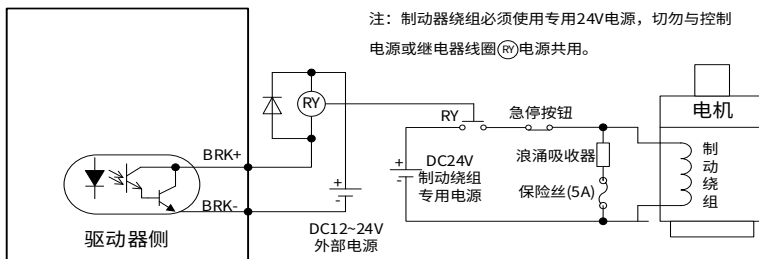 注：制动器绕组必须使用专用24V电源，切勿与控制
电源或继电器线圈RY电源共用。
RY
RY
急停按钮
电机
BRK+
+
-
DC24V
制动绕组
专用电源
浪涌吸收器
保险丝(5A)
制
动
绕
组
+
-
BRK-
驱动器侧
DC12~24V
外部电源